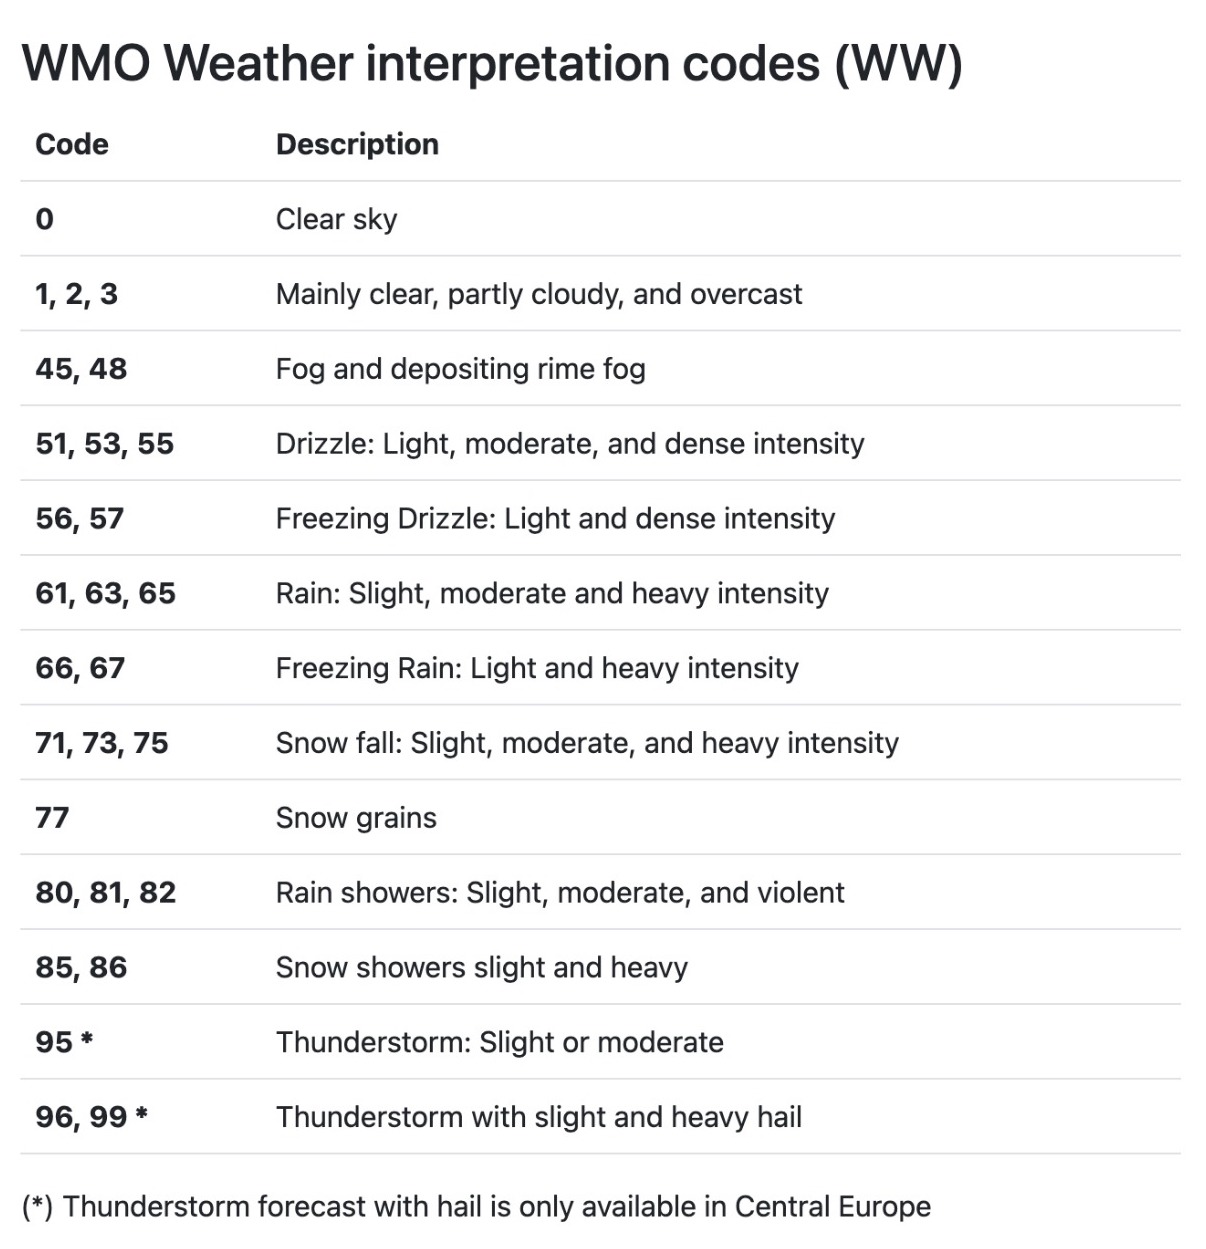 WMO Weather interpretation codes (WW)
Code Description
0 Clear sky
1, 2, 3 Mainly clear, partly cloudy, and overcast
45, 48 Fog and depositing rime fog
51, 53, 55 Drizzle: Light, moderate, and dense intensity
56, 57 Freezing Drizzle: Light and dense intensity
61, 63, 65 Rain: Slight, moderate and heavy intensity
66, 67 Freezing Rain: Light and heavy intensity
71, 73, 75 Snow fall: Slight, moderate, and heavy intensity
77 Snow grains
80, 81, 82 Rain showers: Slight, moderate, and violent
85, 86 Snow showers slight and heavy
95 * Thunderstorm: Slight or moderate
96, 99 * Thunderstorm with slight and heavy hail
(*) Thunderstorm forecast with hail is only available in Central Europe